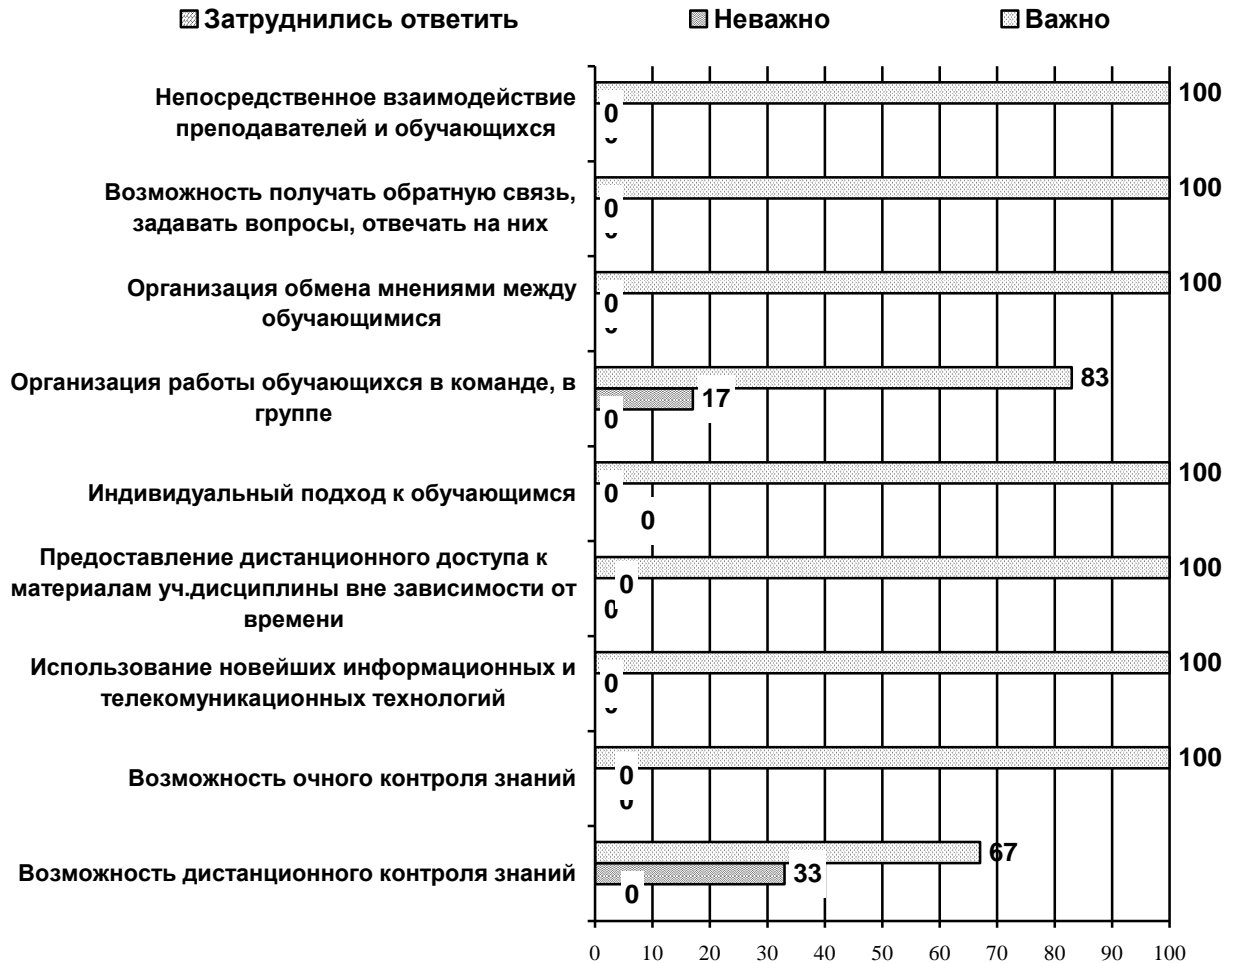 Затруднились ответить Неважно Важно
Непосредственное взаимодействие
преподавателей и обучающихся
100
0
0
Возможность получать обратную связь,
задавать вопросы, отвечать на них
100
0
0
Организация обмена мнениями между
обучающимися
100
0
0
Организация работы обучающихся в команде, в
группе
83
17
0
Индивидуальный подход к обучающимся
100
0
0
Предоставление дистанционного доступа к
материалам уч.дисциплины вне зависимости от
времени
100
0
0
Использование новейших информационных и
телекомуникационных технологий
100
0
0
Возможность очного контроля знаний
100
0
0
Возможность дистанционного контроля знаний
67
33
0
0 10 20 30 40 50 60 70 80 90 100